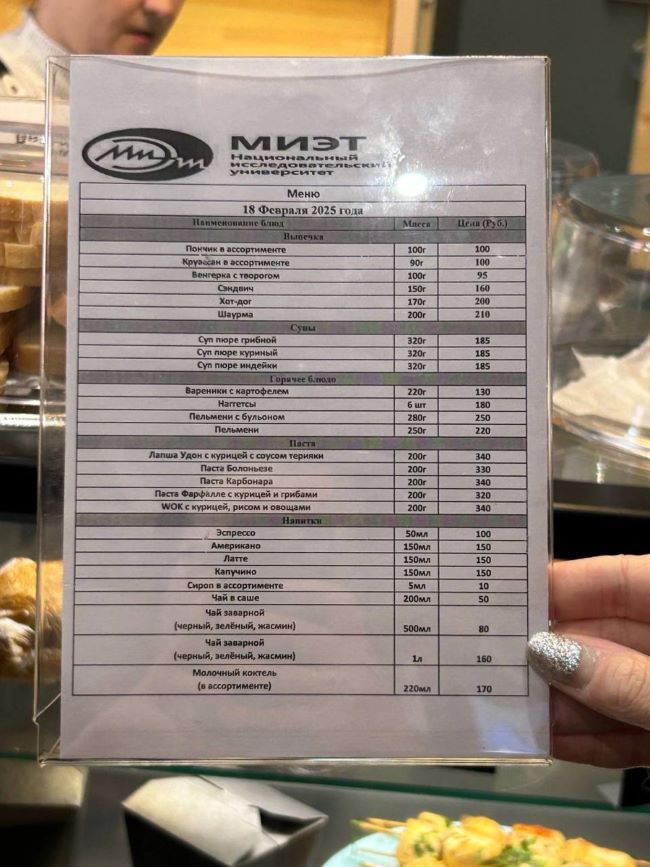 МИЭТ
МИЭТ
Национальный
исследовательский
университет
Меню
18 Февраля 2025 года
Наименование блюд Масса Цена (Руб.)
Выпечка
Пончик в ассортименте 100г 100
Круассан в ассортименте 90г 100
Венгерка с творогом 100г 95
Сэндвич 150г 160
Хот-дог 170г 200
Шаурма 200г 210
Супы
Суп пюре грибной 320г 185
Суп пюре куриный 320г 185
Суп пюре индейки 320г 185
Горячее блюдо
Вареники с картофелем 220г 130
Наггетсы 6 шт 180
Пельмени с бульоном 280г 250
Пельмени 250г 220
Паста
Лапша Удон с курицей с соусом терияки 200г 340
Паста Болоньезе 200г 330
Паста Карбонара 200г 340
Паста Фарфалле с курицей и грибами 200г 320
WOK с курицей, рисом и овощами 200г 340
Напитки
Эспрессо 50мл 100
Американо 150мл 150
Латте 150мл 150
Капучино 150мл 150
Сироп в ассортименте 5мл 10
Чай в саше 200мл 50
Чай заварной
(черный, зелёный, жасмин) 500мл 80
Чай заварной
(черный, зелёный, жасмин) 1л 160
Молочный коктель
(в ассортименте) 220мл 170